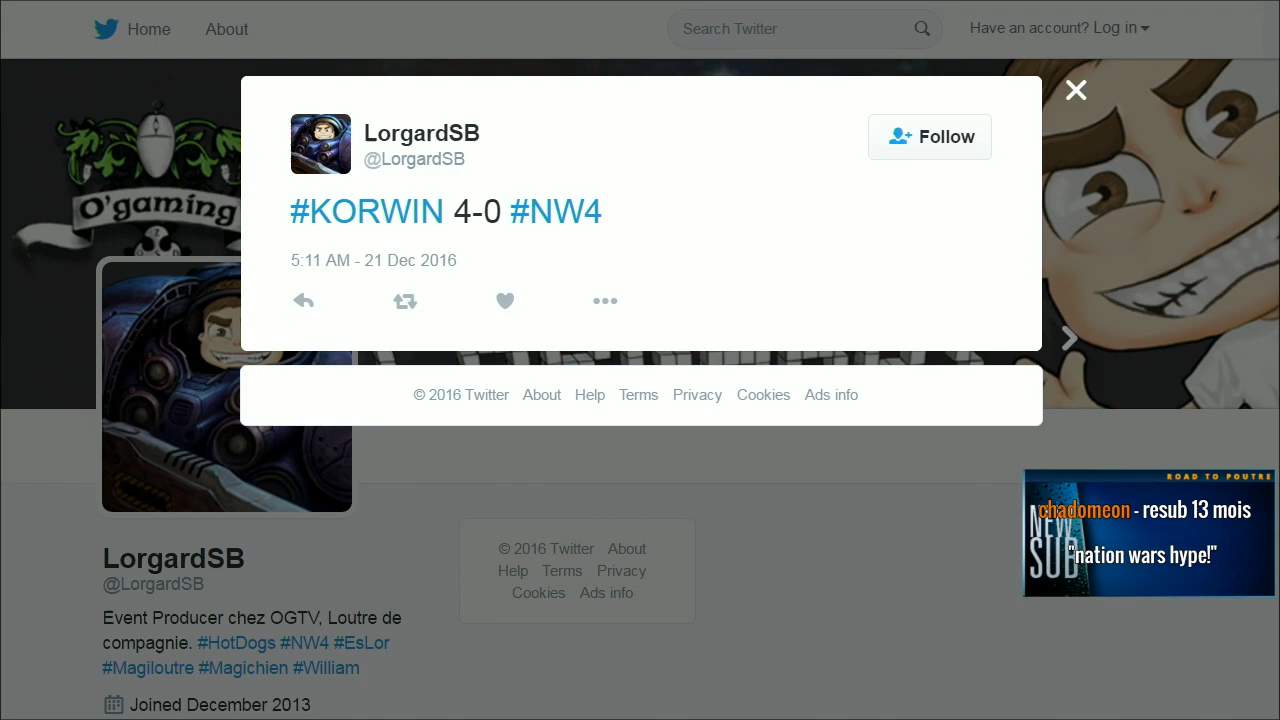 Home About Search Twitter Have an account? Log in
O'gaming
LorgardSB
@LorgardSB
Follow
#KORWIN 4-0 #NW4
5:11 AM - 21 Dec 2016
© 2016 Twitter About Help Terms Privacy Cookies Ads info
ROAD TO POUTRE
NEW
SUB
chadomeon - resub 13 mois
"nation wars hype!"
LorgardSB
@LorgardSB
Event Producer chez OGTV, Loutre de
compagnie. #HotDogs #NW4 #EsLor
#Magiloutre #Magichien #William
Joined December 2013
© 2016 Twitter About
Help Terms Privacy
Cookies Ads info